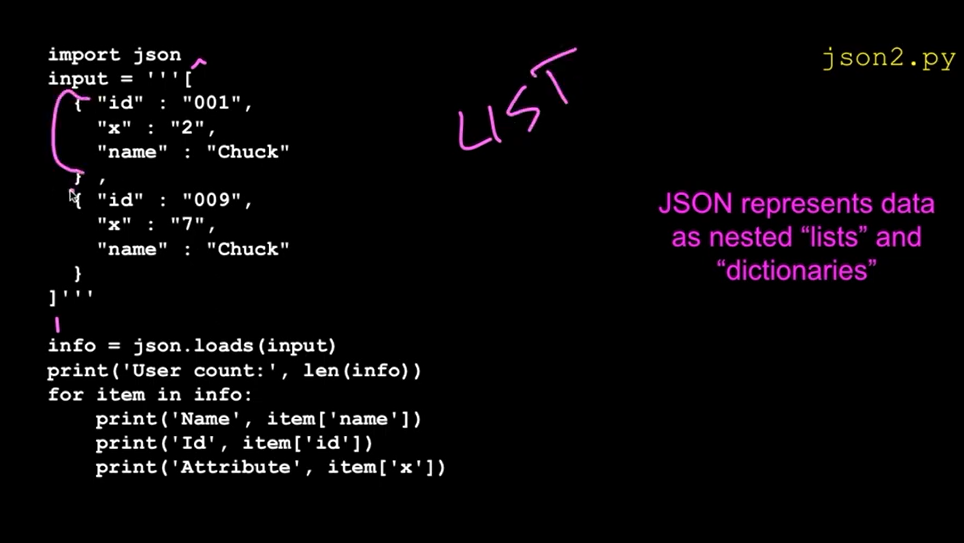 import json
input = '''[
{ "id" : "001",
"x" : "2",
"name" : "Chuck"
} ,
{ "id" : "009",
"x" : "7",
"name" : "Chuck"
}
]'''
info = json.loads(input)
print('User count:', len(info))
for item in info:
print('Name', item['name'])
print('Id', item['id'])
print('Attribute', item['x'])
LIST
json2.py
JSON represents data
as nested “lists” and
“dictionaries”